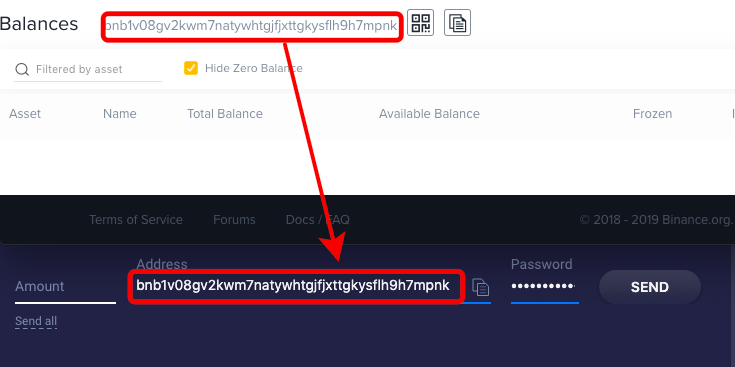 Balances bnb1v08gv2kwm7natywhtgjfjxttgkysflh9h7mpnk
Filtered by asset Hide Zero Balance
Asset Name Total Balance Available Balance Frozen
Terms of Service Forums Docs / FAQ © 2018 - 2019 Binance.org.
Address Password
Amount bnb1v08gv2kwm7natywhtgjfjxttgkysflh9h7mpnk •••••••••• SEND
Send all